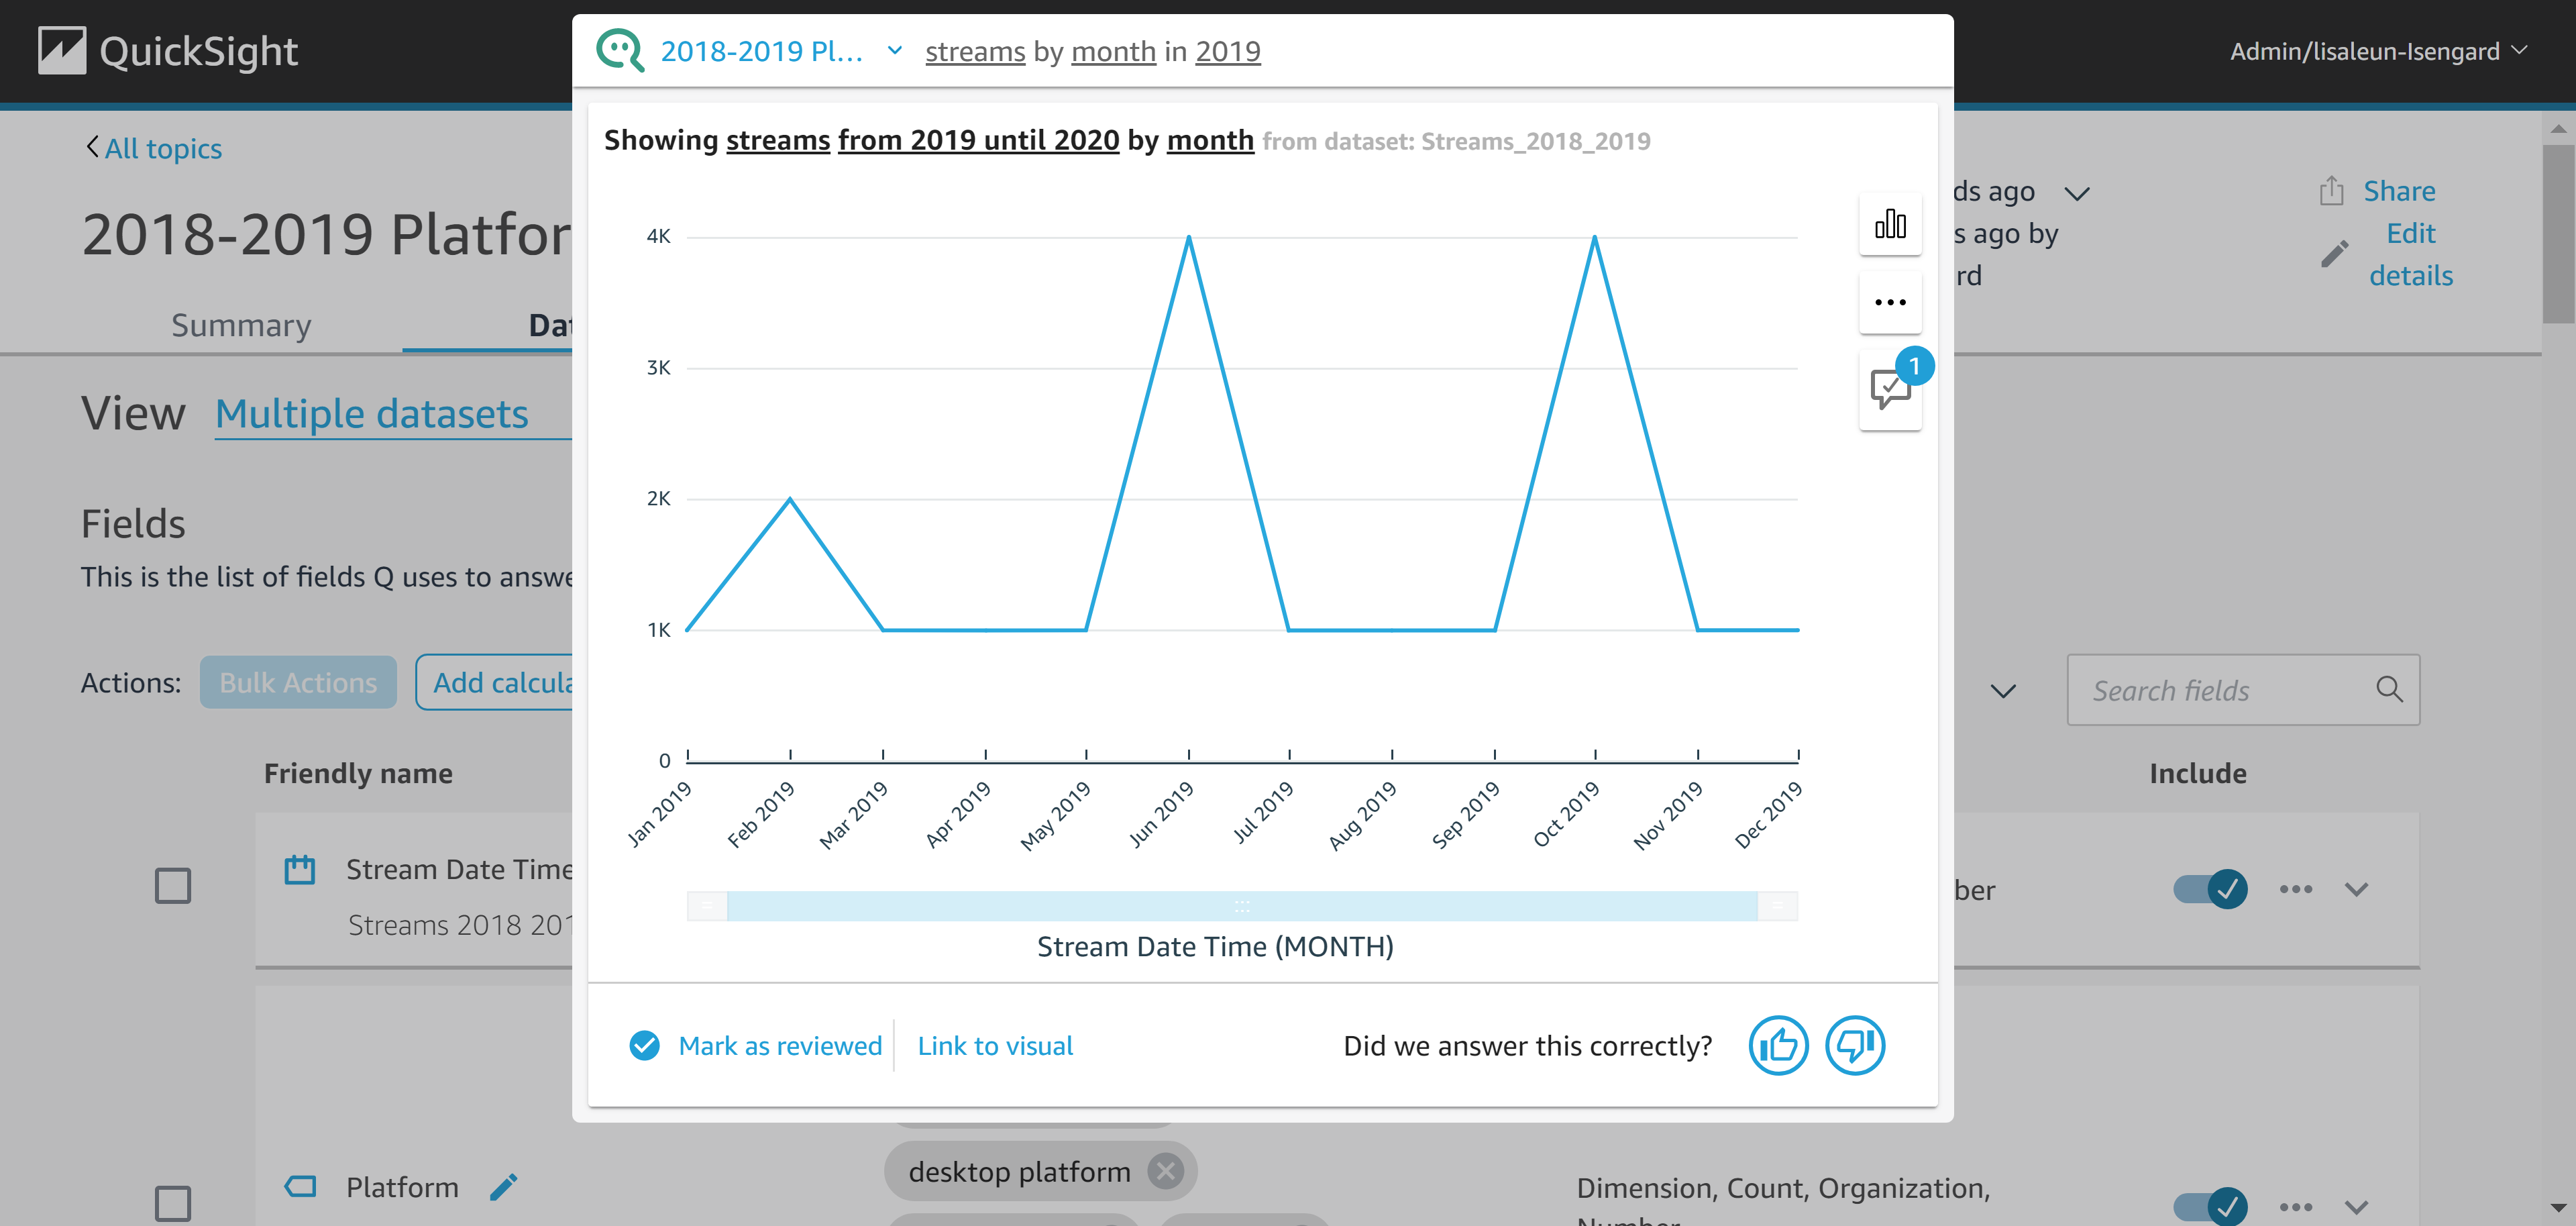 QuickSight
2018-2019 Pl...
streams by month in 2019
Admin/lisaleun-Isengard
All topics
2018-2019 Platfor
ds ago
s ago by
rd
Share
Edit
details
Summary
Dat
View Multiple datasets
Fields
This is the list of fields Q uses to answe
Actions:
Bulk Actions
Add calcula
Search fields
Friendly name
Include
Stream Date Time
Streams 2018 201
ber
Showing streams from 2019 until 2020 by month from dataset: Streams_2018_2019
1
4K
3K
2K
1K
0
Jan 2019
Feb 2019
Mar 2019
Apr 2019
May 2019
Jun 2019
Jul 2019
Aug 2019
Sep 2019
Oct 2019
Nov 2019
Dec 2019
Stream Date Time (MONTH)
Mark as reviewed
Link to visual
Did we answer this correctly?
desktop platform
Platform
Dimension, Count, Organization,
Number